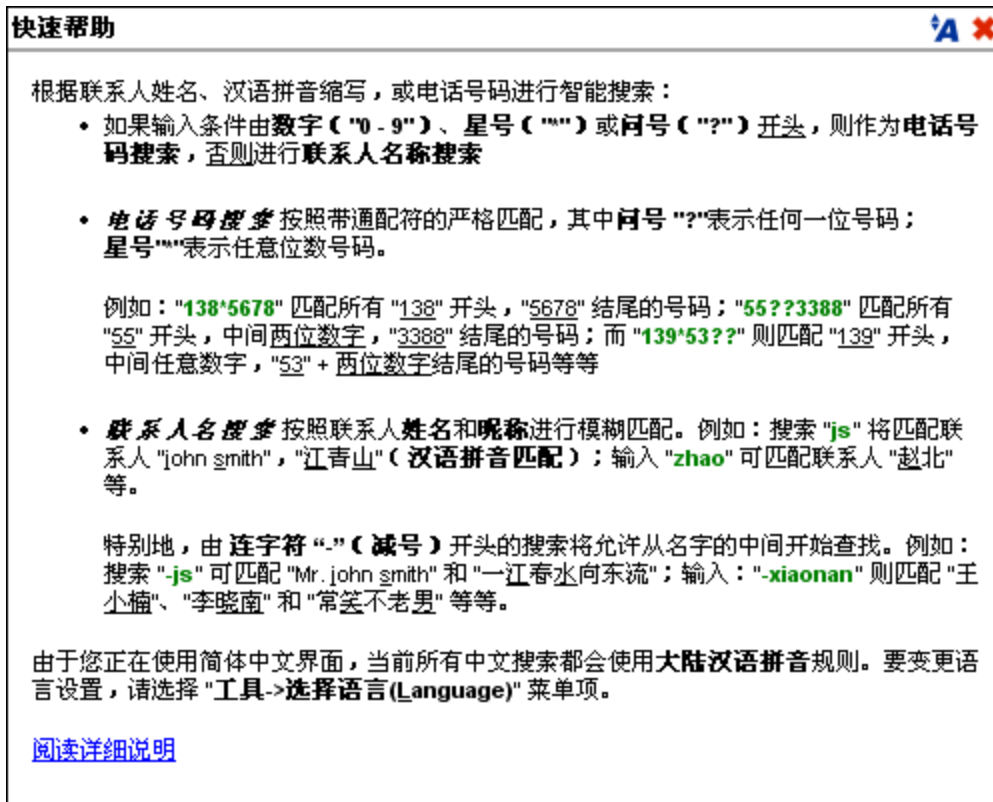 快速帮助
A
根据联系人姓名、汉语拼音缩写，或电话号码进行智能搜索：
• 如果输入条件由数字（"0 - 9"）、星号（"*"）或问号（"?"）开头，则作为电话号
码搜索，否则进行联系人名称搜索
• 电话号码搜索 按照带通配符的严格匹配，其中问号 "?"表示任何一位号码；
星号"*"表示任意位数号码。
例如："138*5678" 匹配所有 "138" 开头，"5678" 结尾的号码；"55??3388" 匹配所有
"55" 开头，中间两位数字，"3388" 结尾的号码；而 "139*53??" 则匹配 "139" 开头，
中间任意数字，"53" + 两位数字结尾的号码等等
• 联系人名搜索 按照联系人姓名和昵称进行模糊匹配。例如：搜索 "js" 将匹配联
系人 "john smith"，"江青山"（汉语拼音匹配）；输入 "zhao" 可匹配联系人 "赵北"
等。
特别地，由 连字符 “-”（减号）开头的搜索将允许从名字的中间开始查找。例如：
搜索 "-js" 可匹配 "Mr. john smith" 和 "一江春水向东流"；输入："-xiaonan" 则匹配 "王
小楠"、"李晓南" 和 "常笑不老男" 等等。
由于您正在使用简体中文界面，当前所有中文搜索都会使用大陆汉语拼音规则。要变更语
言设置，请选择 "工具->选择语言(Language)" 菜单项。
阅读详细说明